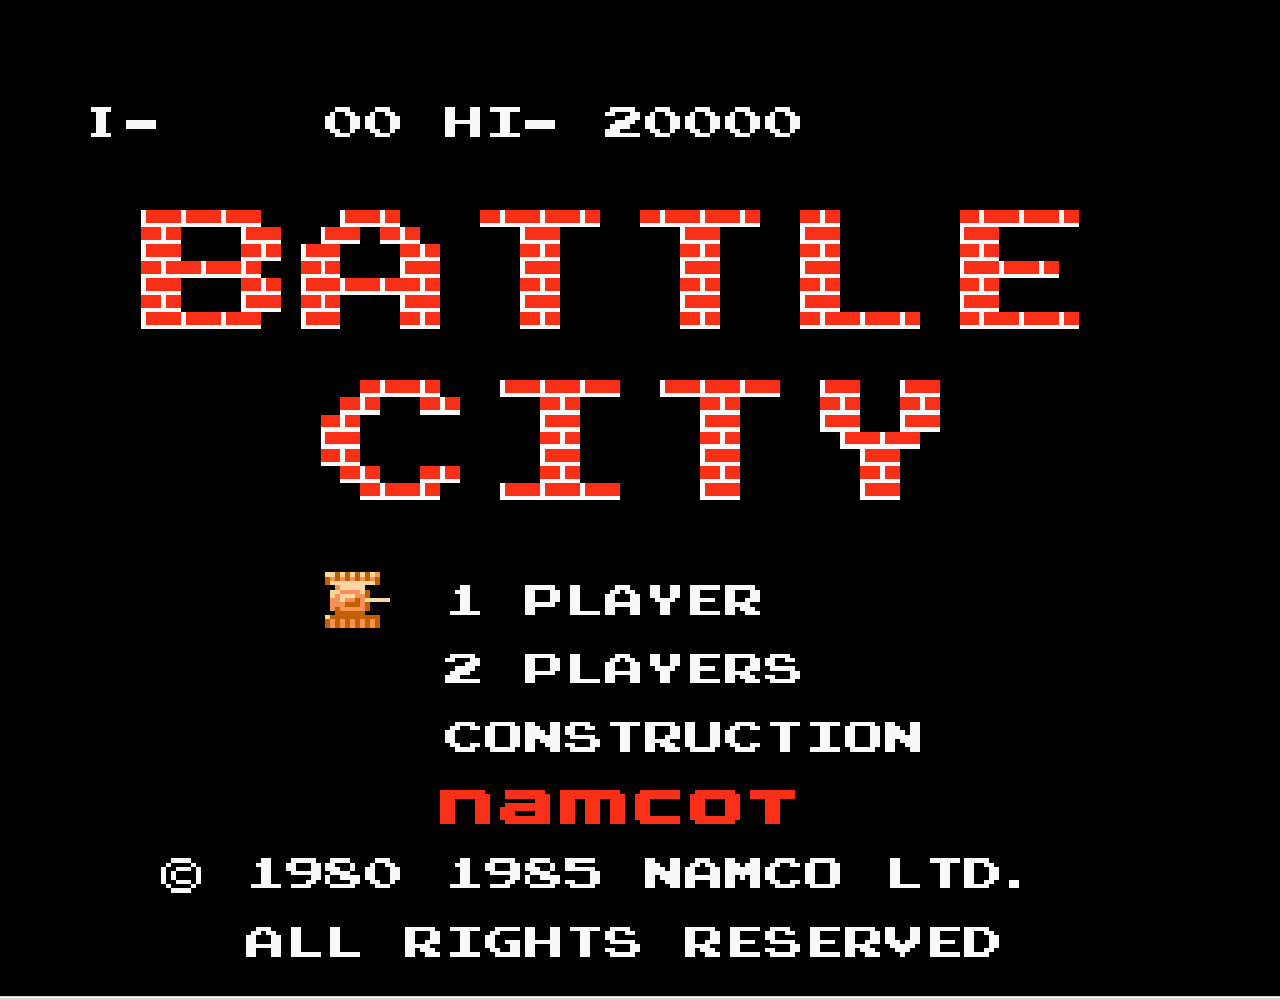 I- 00 HI- 20000
BATTLE
CITY
1 PLAYER
2 PLAYERS
CONSTRUCTION
namcot
© 1980 1985 NAMCO LTD.
ALL RIGHTS RESERVED